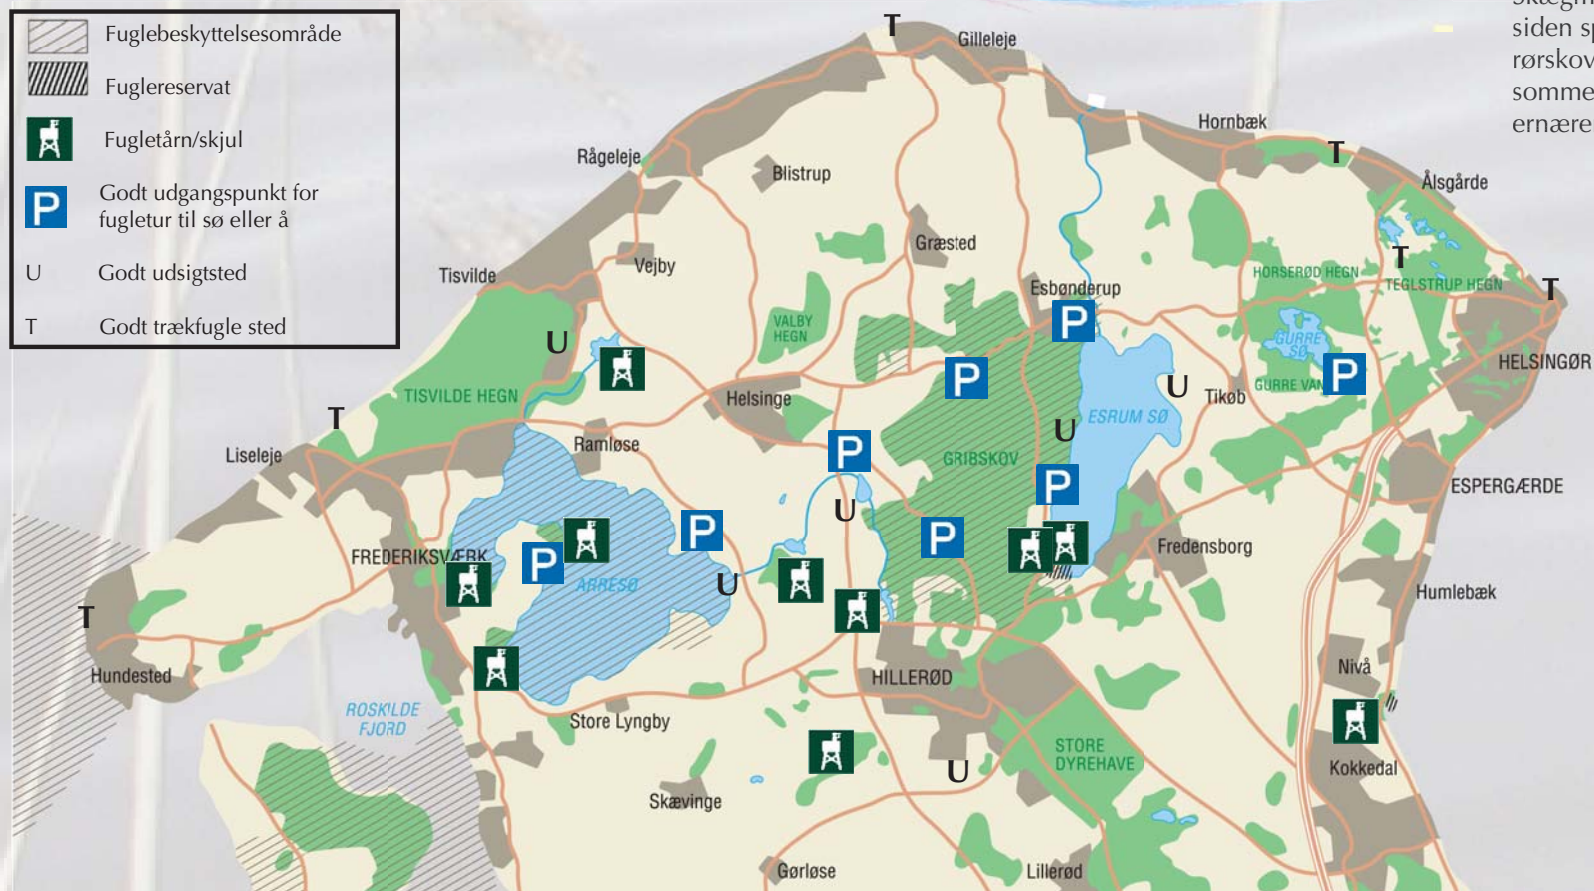 Fuglebeskyttelsesområde
Fuglereservat
Fugletårn/skjul
P
Godt udgangspunkt for
fugletur til sø eller å
U Godt udsigtsted
T Godt trækfugle sted
siden
rørskov
somme
ernære
T
Gilleleje
Hornbæk
T
Rågeleje
Blistrup
Ålsgårde
Græsted
Vejby
Tisvilde
T
HORSERØD HEGN
TEGLSTRUP HEGN
T
Esbønderup
P
VALBY
HEGN
U
GURRE
SØ
HELSINGØR
P
P
GURRE VANG
U
Tikøb
TISVILDE HEGN
Helsinge
T
ESRUM SØ
U
Ramløse
Liseleje
P
GRIBSKOV
P
ESPERGÆRDE
U
P
P
Fredensborg
FREDERIKSVÆRK
P
ARRESØ
U
Humlebæk
T
Hundested
HILLERØD
Nivå
ROSKILDE
FJORD
Store Lyngby
STORE
DYREHAVE
U
Kokkedal
Skævinge
Gørløse
Lillerød